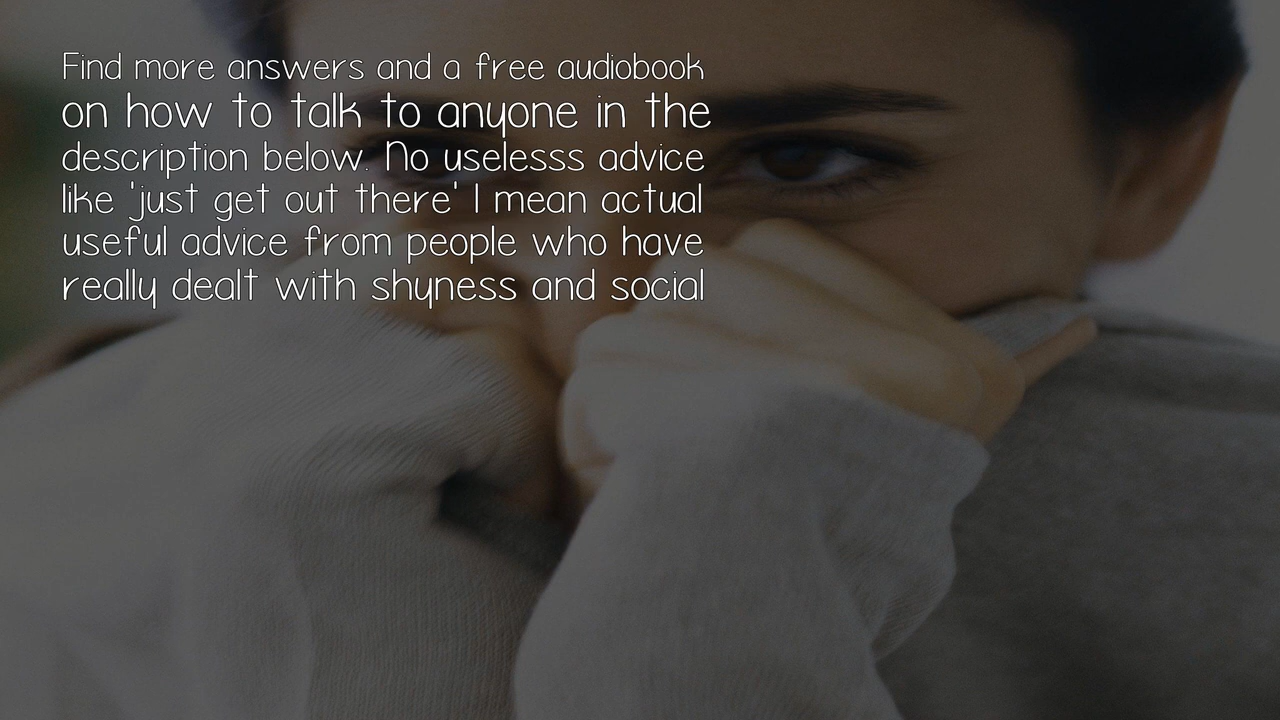 Find more answers and a free audiobook
on how to talk to anyone in the
description below. No uselesss advice
like 'just get out there' I mean actual
useful advice from people who have
really dealt with shyness and social